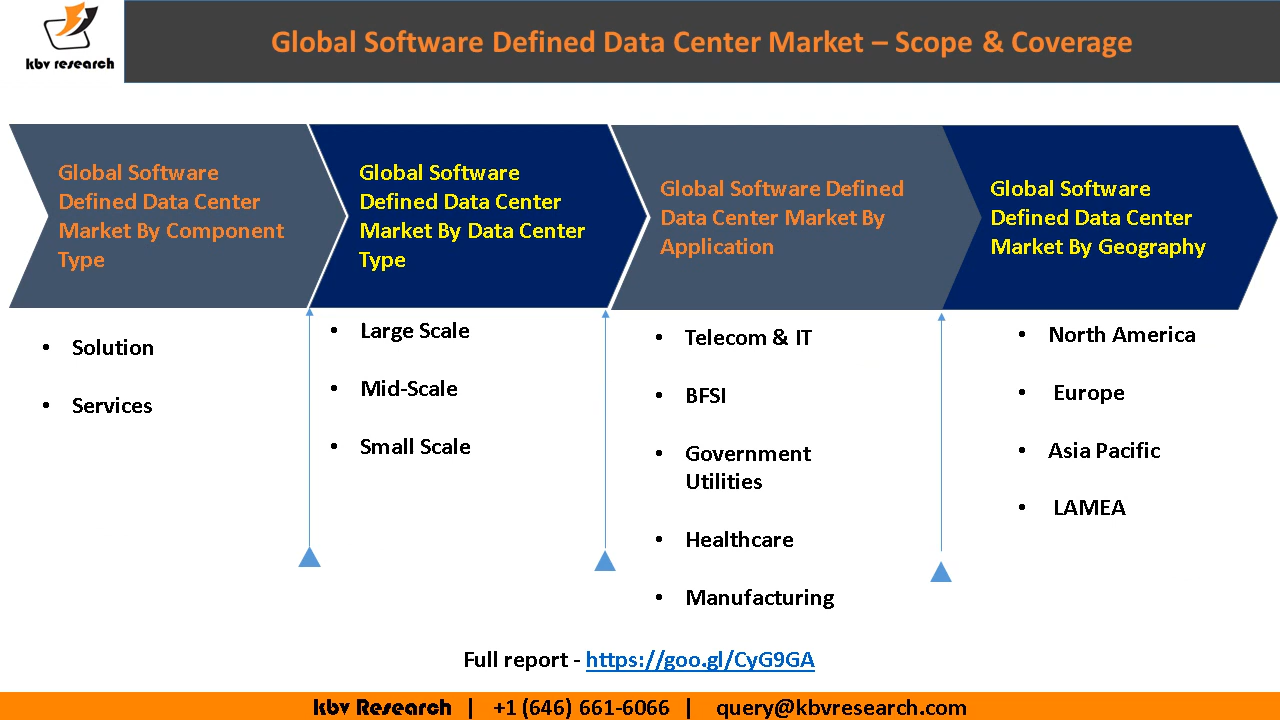 kbv research
Global Software Defined Data Center Market – Scope & Coverage
Global Software
Defined Data Center
Market By Component
Type
• Solution
• Services
Global Software
Defined Data Center
Market By Data Center
Type
• Large Scale
• Mid-Scale
• Small Scale
Global Software Defined
Data Center Market By
Application
• Telecom & IT
• BFSI
• Government
Utilities
• Healthcare
• Manufacturing
Global Software
Defined Data Center
Market By Geography
• North America
• Europe
• Asia Pacific
• LAMEA
Full report - https://goo.gl/CyG9GA
kbv Research | +1 (646) 661-6066 | query@kbvresearch.com